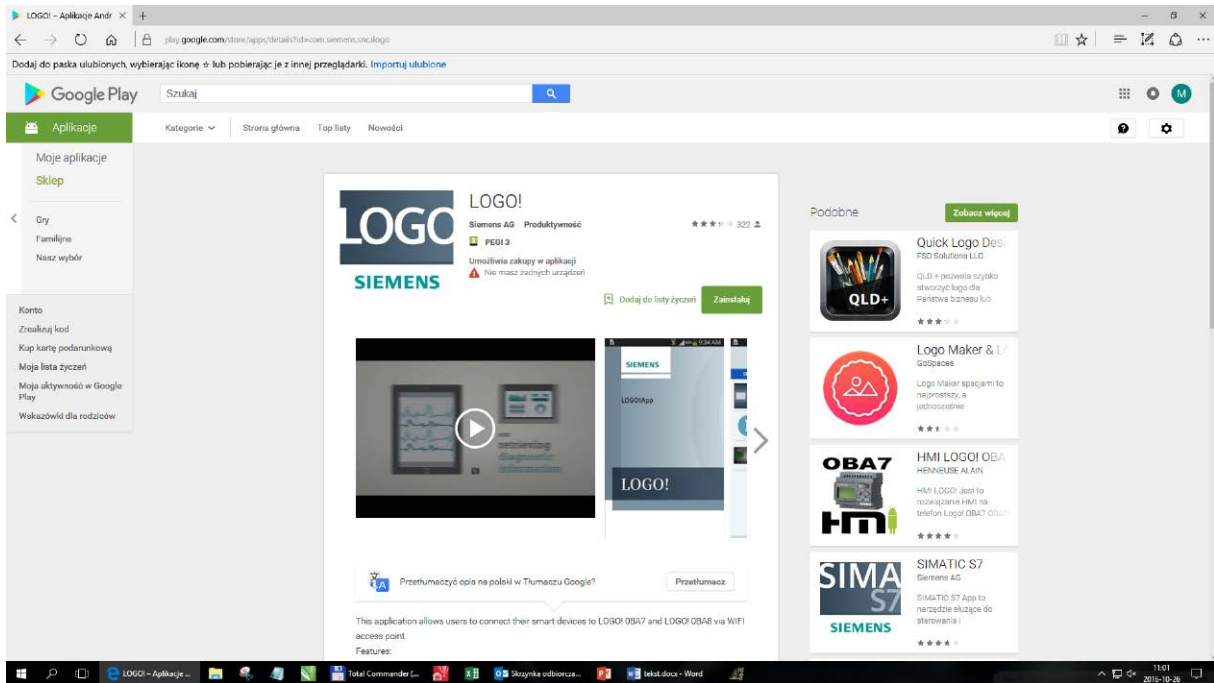 LOGO! – Aplikacje Andr
play.google.com/store/apps/details?id=com.siemens.snc.ilogo
Dodaj do paska ulubionych, wybierając ikonę ☆ lub pobierając je z innej przeglądarki. Importuj ulubione
Google Play
Szukaj
M
Aplikacje
Kategorie
Strona główna
Top listy
Nowości
Moje aplikacje
Sklep
Gry
Familijne
Nasz wybór
Konto
Zrealizuj kod
Kup kartę podarunkową
Moja lista życzeń
Moja aktywność w Google
Play
Wskazówki dla rodziców
LOGO
SIEMENS
LOGO!
Siemens AG Produktywność
322
PEGI 3
Umożliwia zakupy w aplikacji
Nie masz żadnych urządzeń
Dodaj do listy życzeń
Zainstaluj
retrieving
diagnostic
information
9:34 AM
SIEMENS
LOGO!App
LOGO!
Przetłumaczyć opis na polski w Tłumaczu Google?
Przetłumacz
This application allows users to connect their smart devices to LOGO! 0BA7 and LOGO! 0BA8 via WIFI
access point.
Features:
Podobne
Zobacz więcej
QLD+
Quick Logo Des
FSD Solutions LLC
QLD + pozwala szybko
stworzyć logo dla
Państwa biznesu lub
Logo Maker & L
GoSpaces
Logo Maker spacjami to
najprostszy, a
jednocześnie
OBA7
HMI
HMI LOGO! OBA
HENNEUSE ALAIN
HMI LOGO! Jest to
rozwiązanie HMI na
telefon Logo! OBA7
SIMA
S7
SIEMENS
SIMATIC S7
Siemens AG
SIMATIC S7 App to
narzędzie służące do
sterowania i
LOGO! – Aplikacje ...
Total Commander (...
Skrzynka odbiorcza...
tekst.docx - Word
11:01
2016-10-26